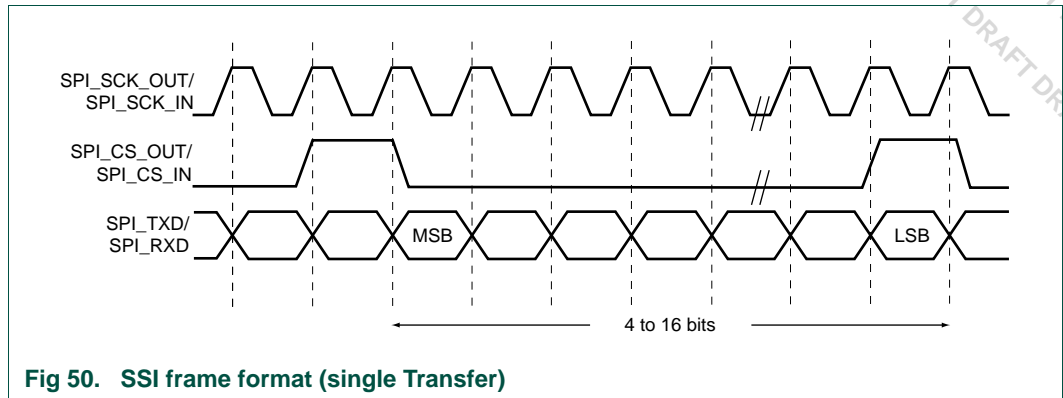 DRAFT DRAFT DR
SPI_SCK_OUT/
SPI_SCK_IN
SPI_CS_OUT/
SPI_CS_IN
SPI_TXD/
SPI_RXD
MSB
LSB
4 to 16 bits
Fig 50. SSI frame format (single Transfer)